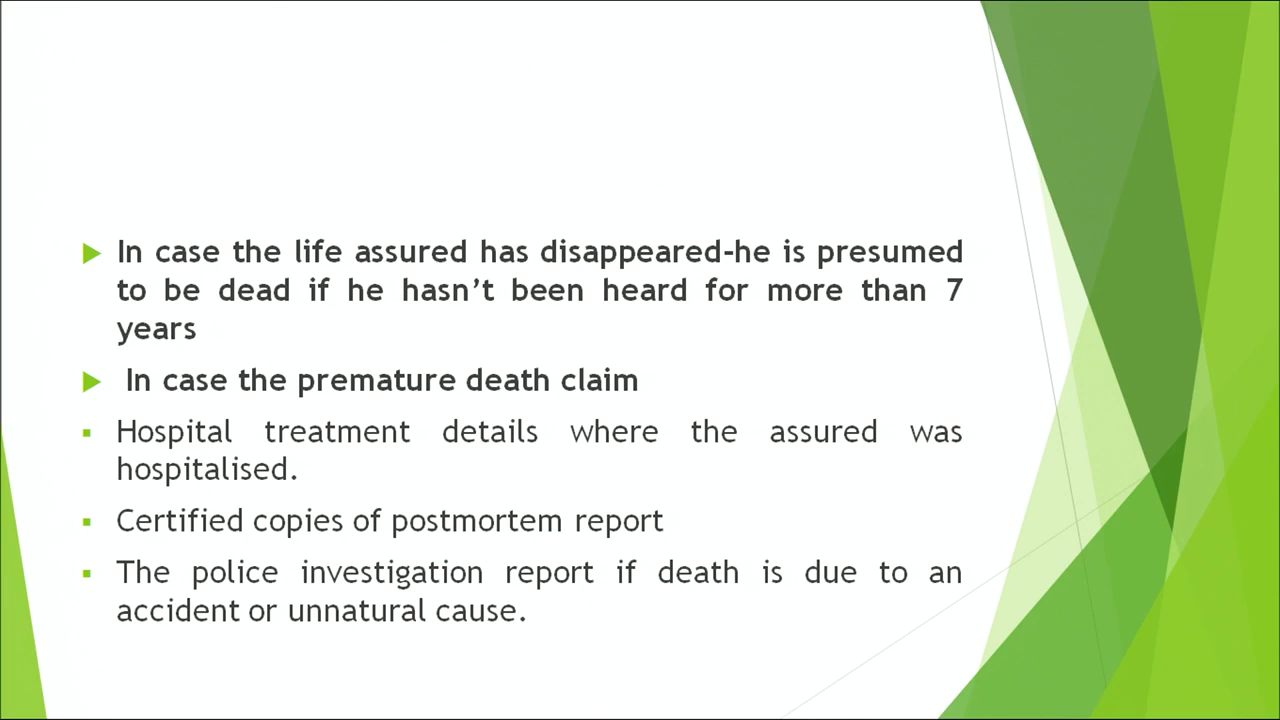 In case the life assured has disappeared-he is presumed
to be dead if he hasn't been heard for more than 7
years
In case the premature death claim
Hospital treatment details where the assured was
hospitalised.
Certified copies of postmortem report
The police investigation report if death is due to an
accident or unnatural cause.